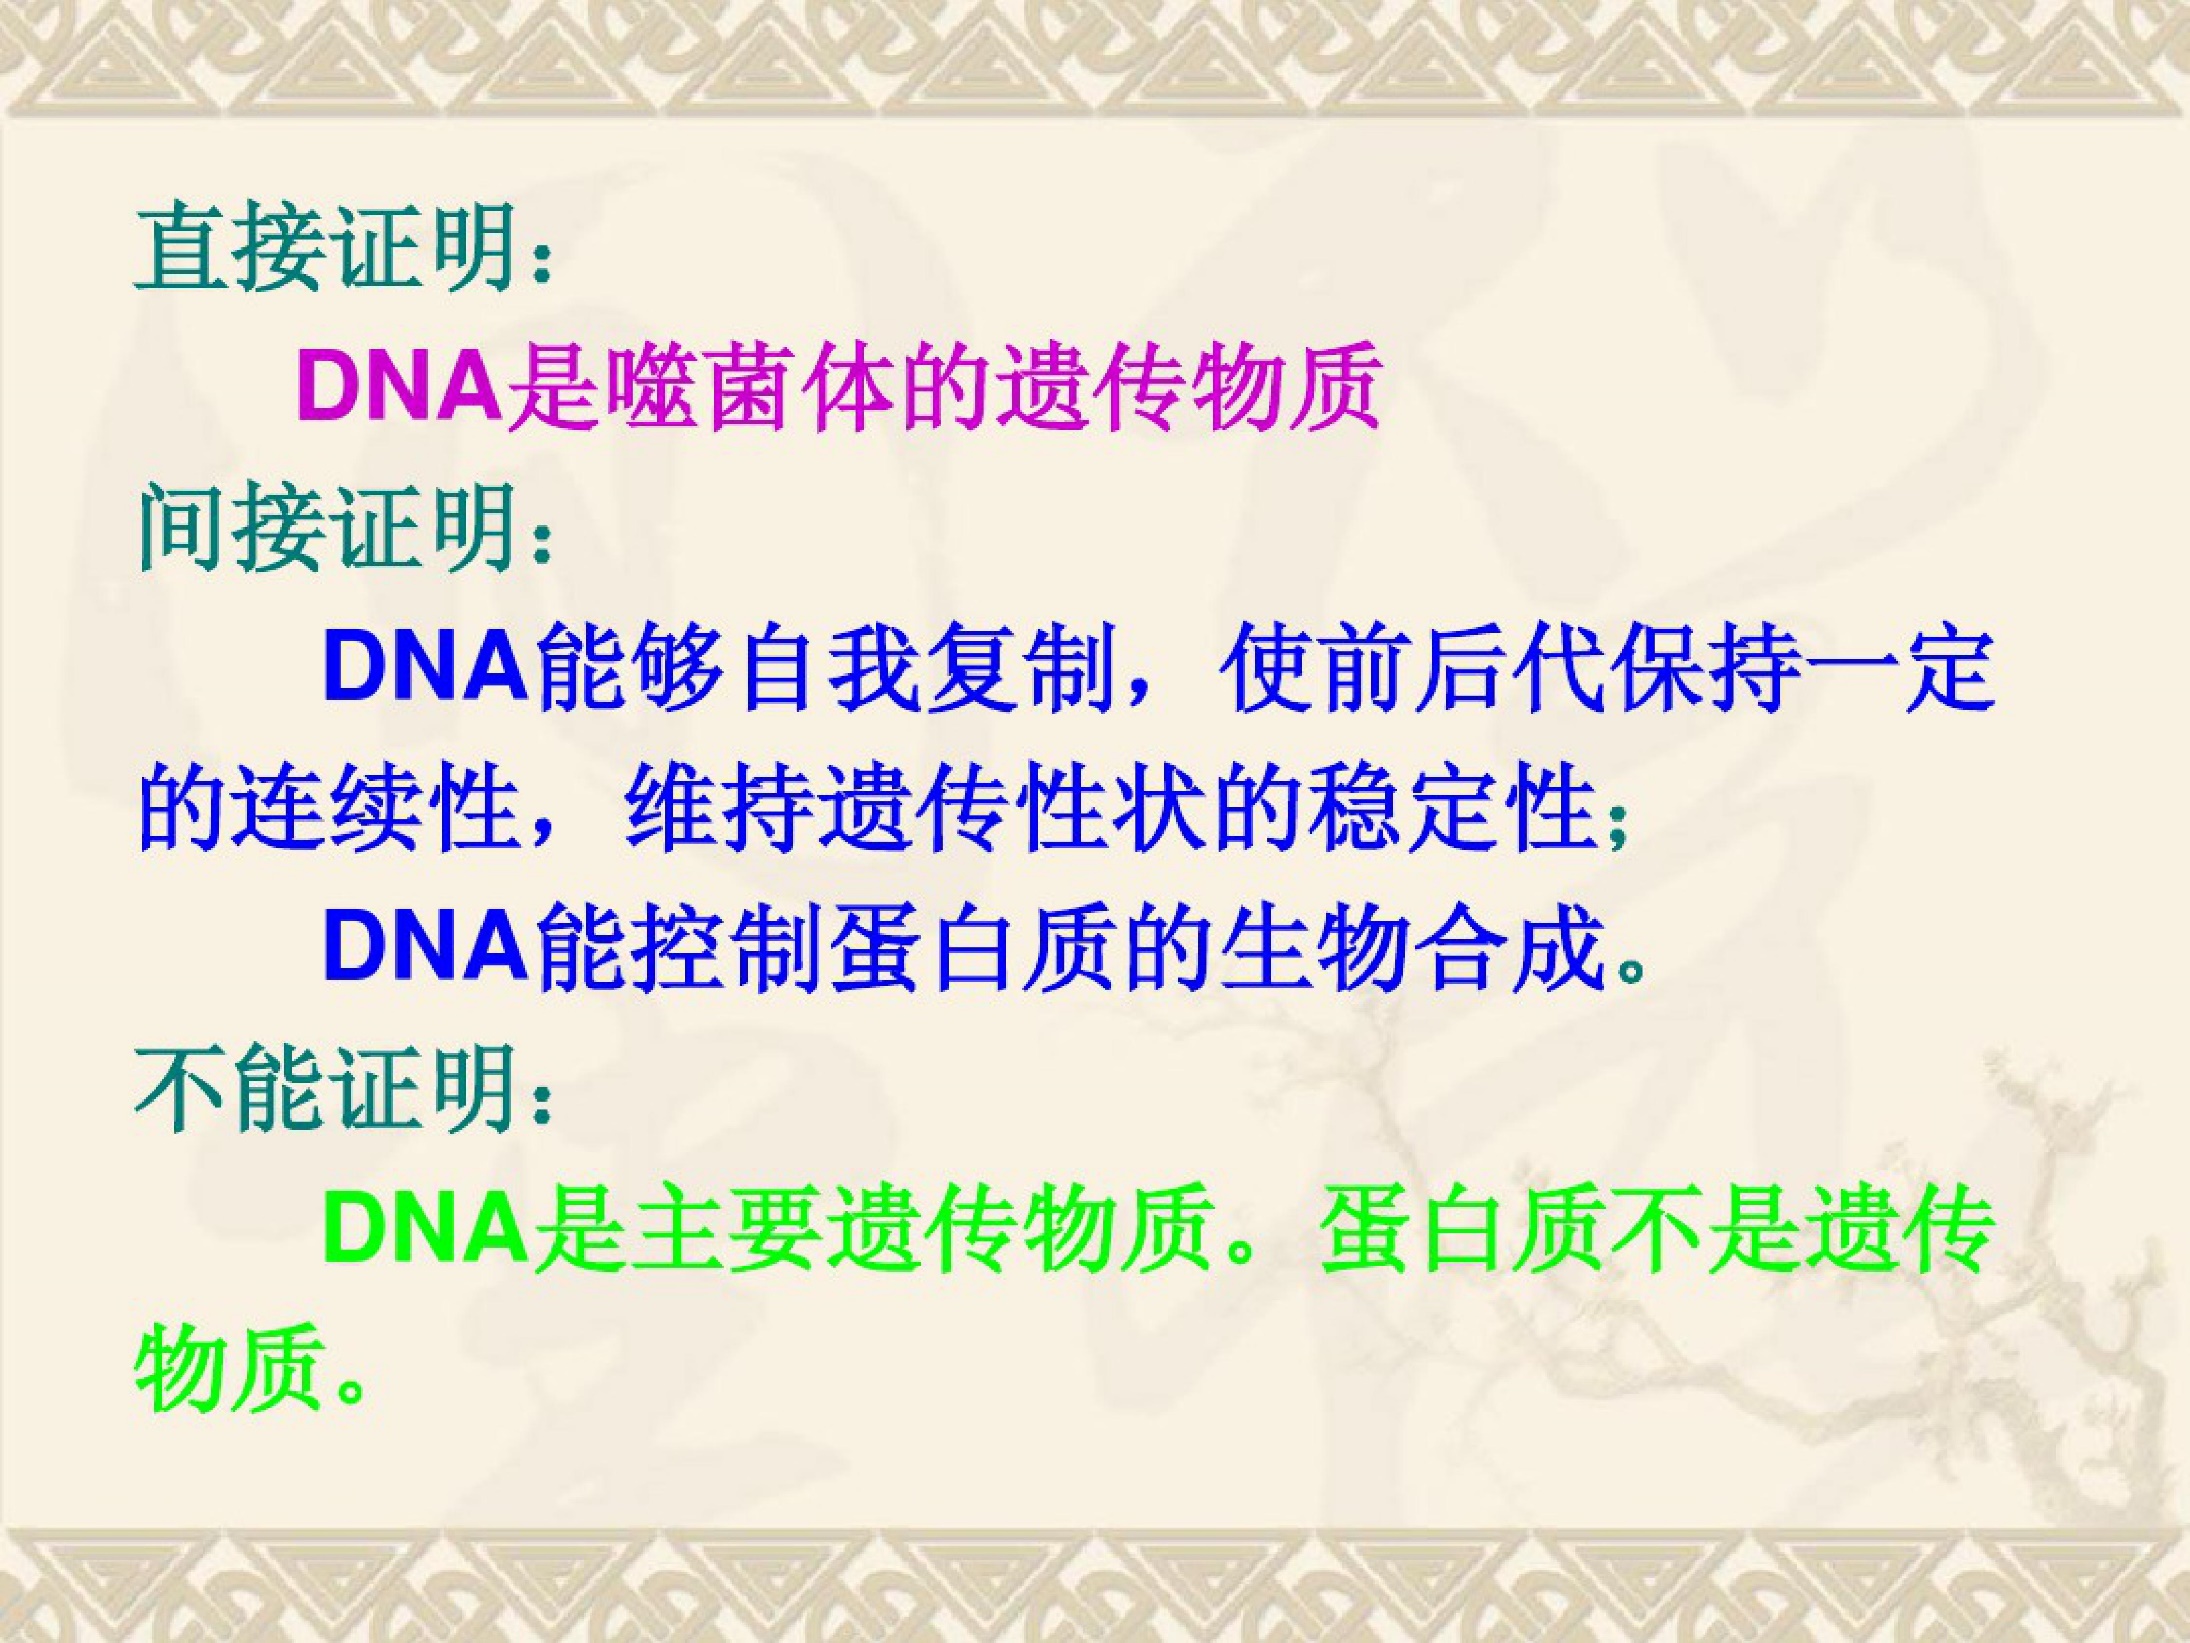 直接证明：
DNA是噬菌体的遗传物质
间接证明：
DNA能够自我复制，使前后代保持一定
的连续性，维持遗传性状的稳定性；
DNA能控制蛋白质的生物合成。
不能证明：
DNA是主要遗传物质。蛋白质不是遗传
物质。